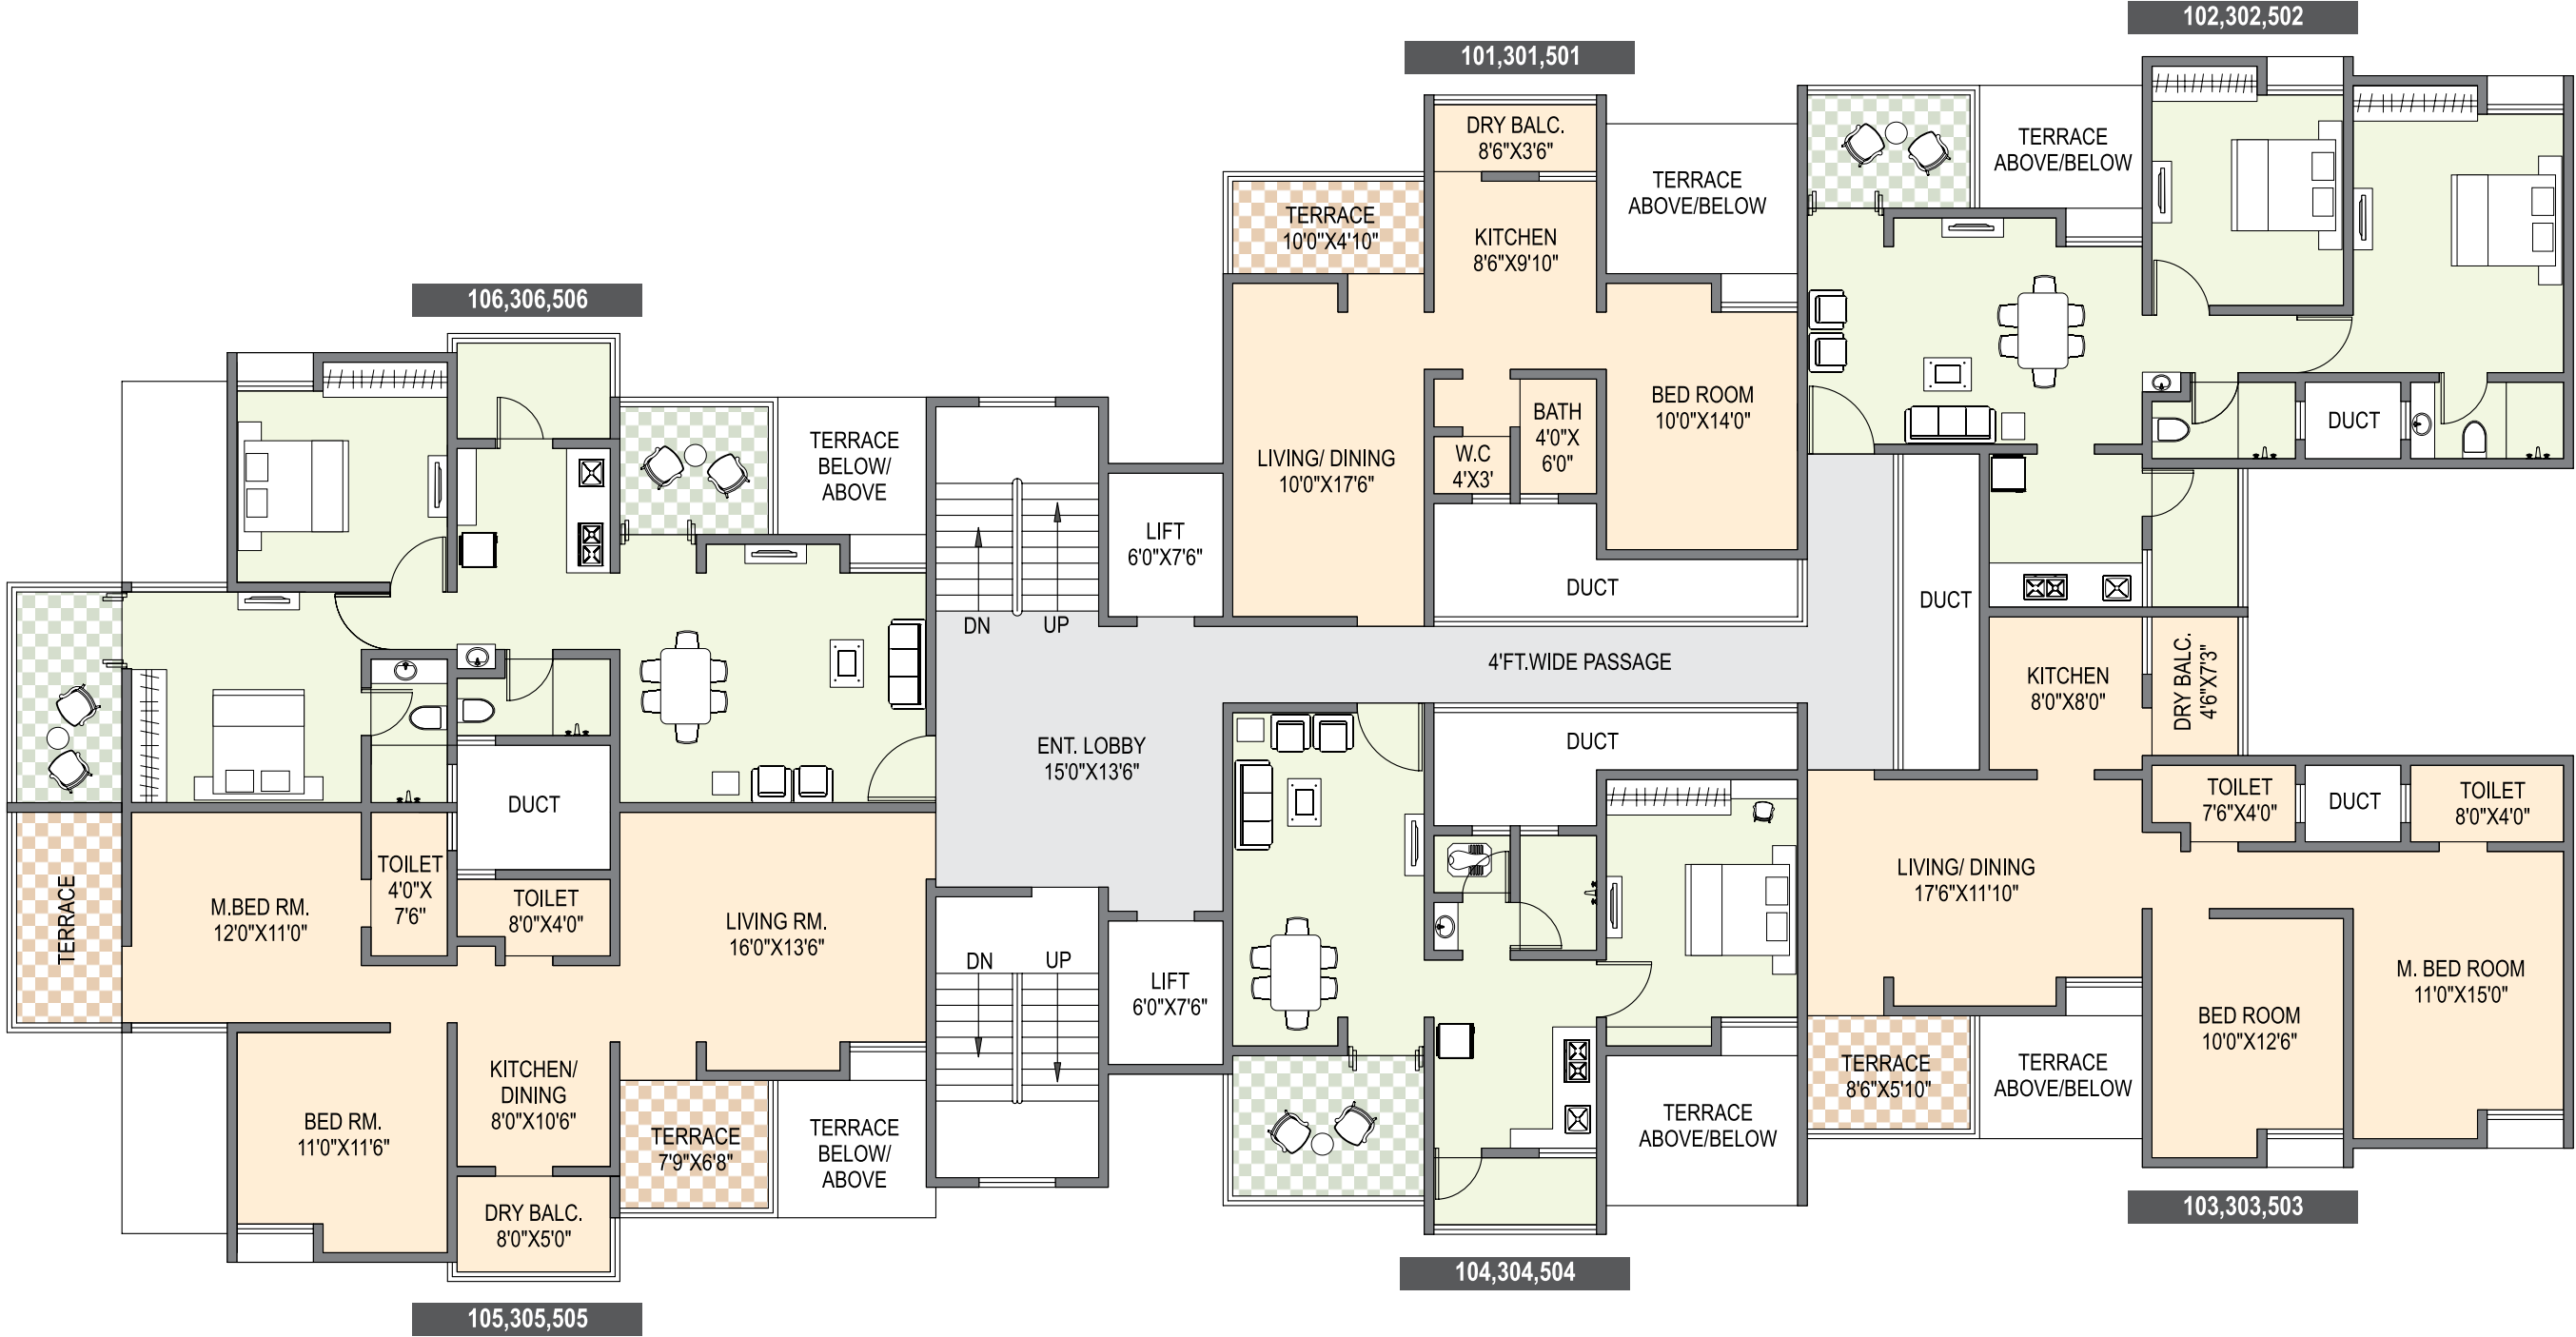 102,302,502
101,301,501
DRY BALC.
8'6"X3'6"
TERRACE
ABOVE/BELOW
TERRACE
ABOVE/BELOW
TERRACE
10'0"X4'10"
KITCHEN
8'6"X9'10"
106,306,506
BED ROOM
10'0"X14'0"
BATH
4'0"X
6'0"
W.C
4'X3'
LIVING/ DINING
10'0"X17'6"
DUCT
TERRACE
BELOW/
ABOVE
LIFT
6'0"X7'6"
DUCT
DUCT
DN
UP
4'FT.WIDE PASSAGE
KITCHEN
8'0"X8'0"
DRY BALC.
4'6"X7'3"
DUCT
ENT. LOBBY
15'0"X13'6"
DUCT
TOILET
7'6"X4'0"
DUCT
TOILET
8'0"X4'0"
TOILET
4'0"X
7'6"
LIVING/ DINING
17'6"X11'10"
TERRACE
M.BED RM.
12'0"X11'0"
TOILET
8'0"X4'0"
LIVING RM.
16'0"X13'6"
DN
UP
LIFT
6'0"X7'6"
M. BED ROOM
11'0"X15'0"
BED ROOM
10'0"X12'6"
KITCHEN/
DINING
8'0"X10'6"
TERRACE
8'6"X5'10"
TERRACE
ABOVE/BELOW
BED RM.
11'0"X11'6"
TERRACE
7'9"X6'8"
TERRACE
BELOW/
ABOVE
TERRACE
ABOVE/BELOW
DRY BALC.
8'0"X5'0"
103,303,503
104,304,504
105,305,505